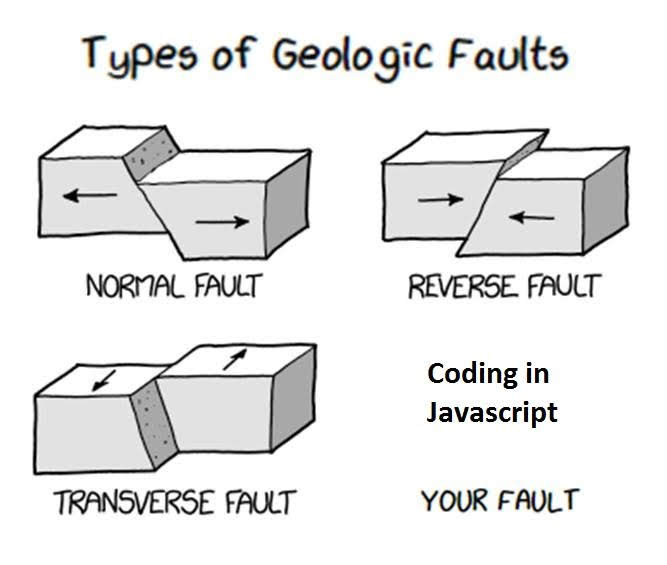 Types of Geologic Faults
NORMAL FAULT
REVERSE FAULT
TRANSVERSE FAULT
Coding in
Javascript
YOUR FAULT